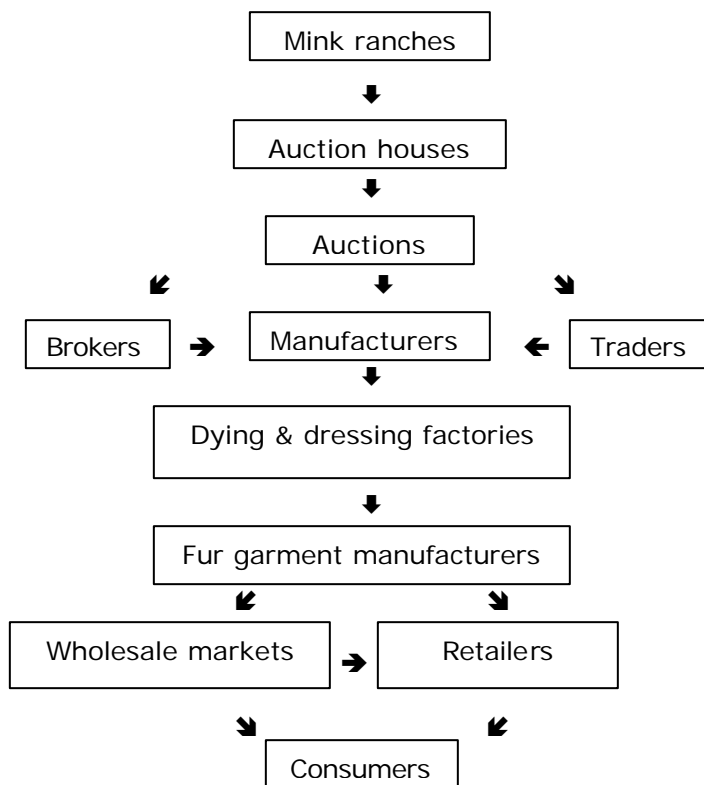 Mink ranches
Auction houses
Auctions
Brokers
Manufacturers
Traders
Dying & dressing factories
Fur garment manufacturers
Wholesale markets
Retailers
Consumers